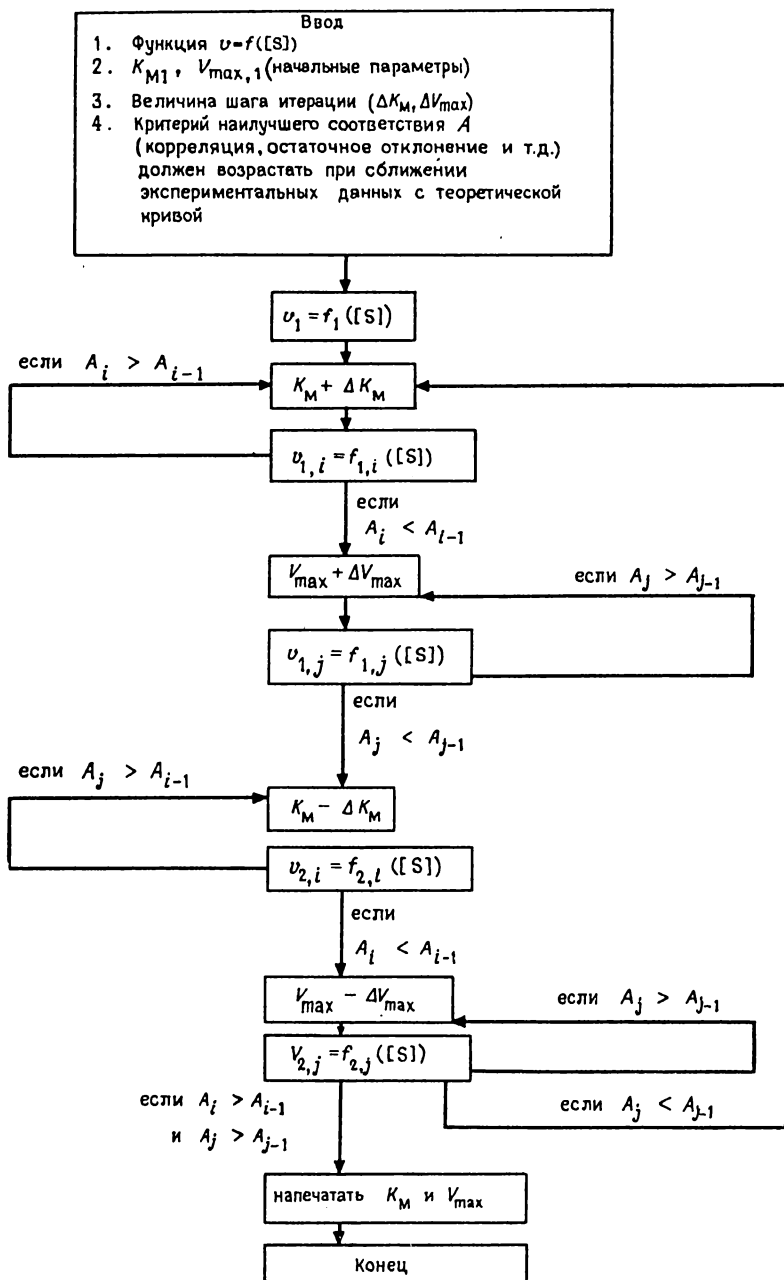 Ввод
1. Функция v=f([S])
2. K_M1, V_max,1 (начальные параметры)
3. Величина шага итерации (ΔK_M, ΔV_max)
4. Критерий наилучшего соответствия A
(корреляция, остаточное отклонение и т.д.)
должен возрастать при сближении
экспериментальных данных с теоретической
кривой
v_1 = f_1 ([S])
если A_i > A_i-1
K_M + ΔK_M
v_1,i = f_1,i ([S])
если
A_i < A_i-1
V_max + ΔV_max
если A_j > A_j-1
v_1,j = f_1,j ([S])
если
A_j < A_j-1
если A_j > A_i-1
K_M − ΔK_M
v_2,i = f_2,i ([S])
если
A_i < A_i-1
V_max − ΔV_max
если A_j > A_j-1
V_2,j = f_2,j ([S])
если A_i > A_i-1
и A_j > A_j-1
если A_j < A_j-1
напечатать K_M и V_max
Конец